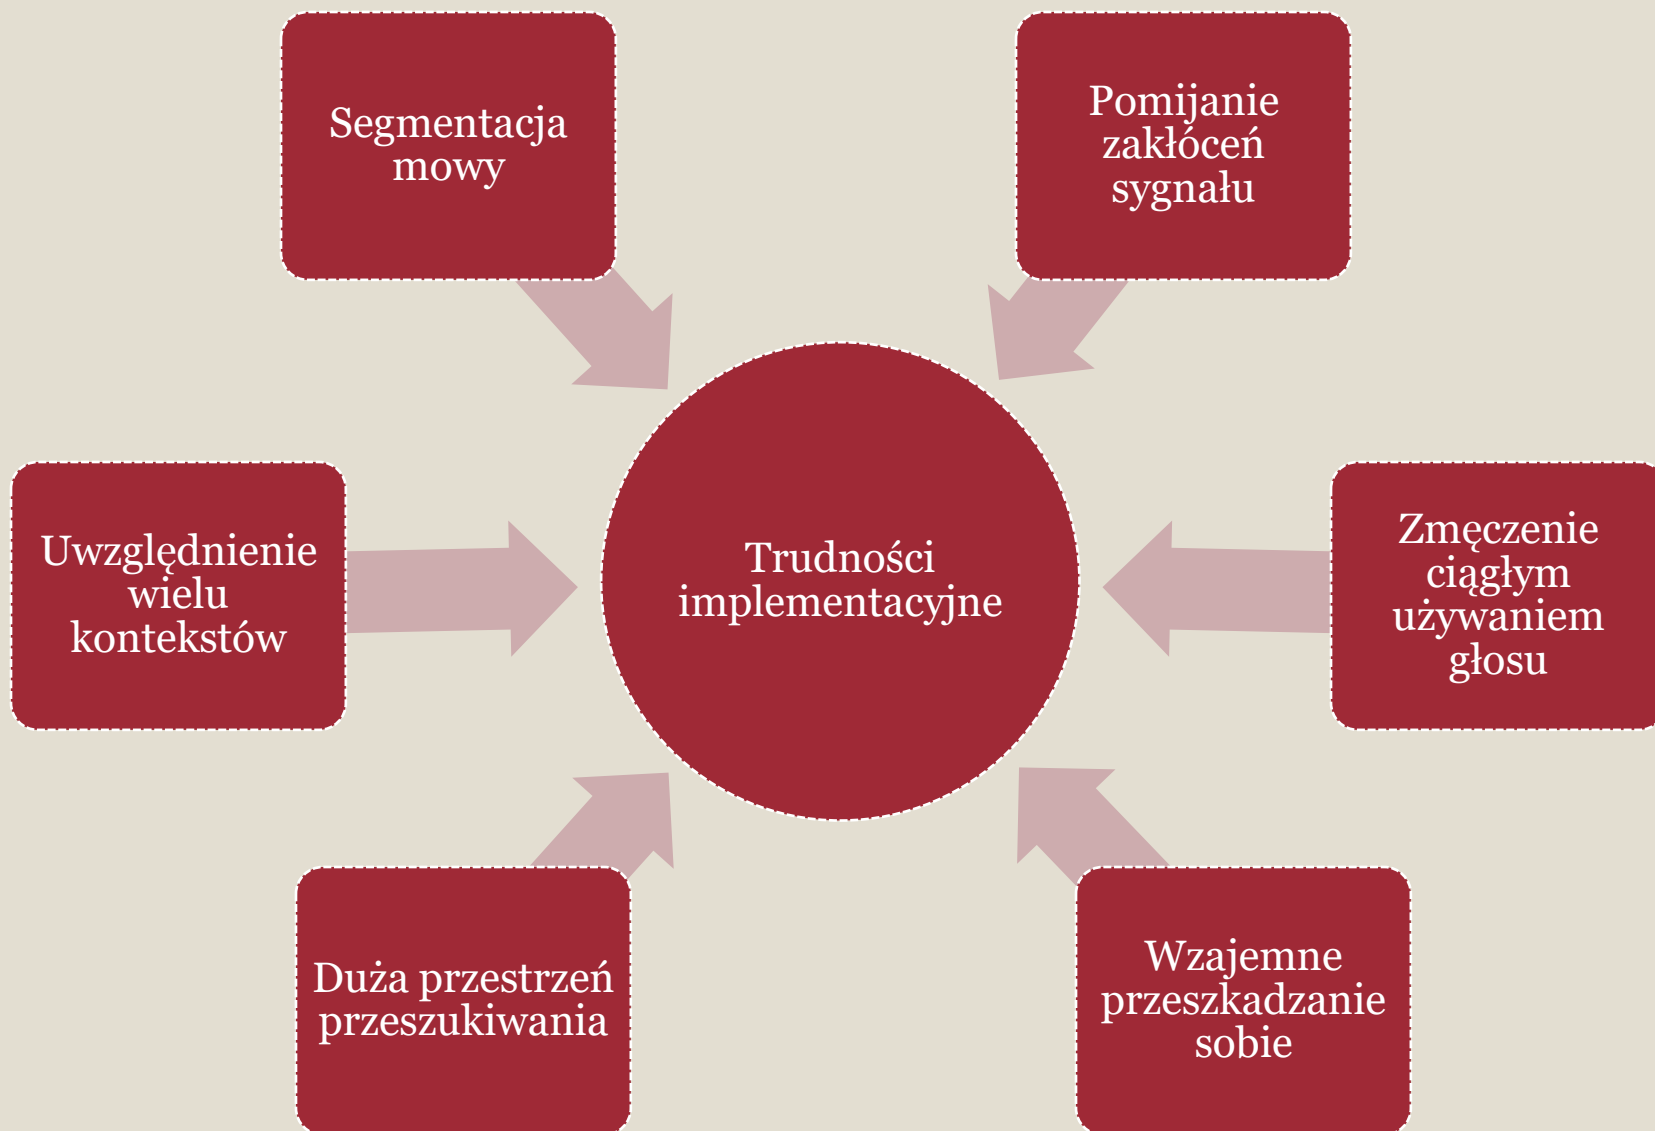 Segmentacja
mowy
Pomijanie
zakłóceń
sygnału
Uwzględnienie
wielu
kontekstów
Trudności
implementacyjne
Zmęczenie
ciągłym
używaniem
głosu
Duża przestrzeń
przeszukiwania
Wzajemne
przeszkadzanie
sobie